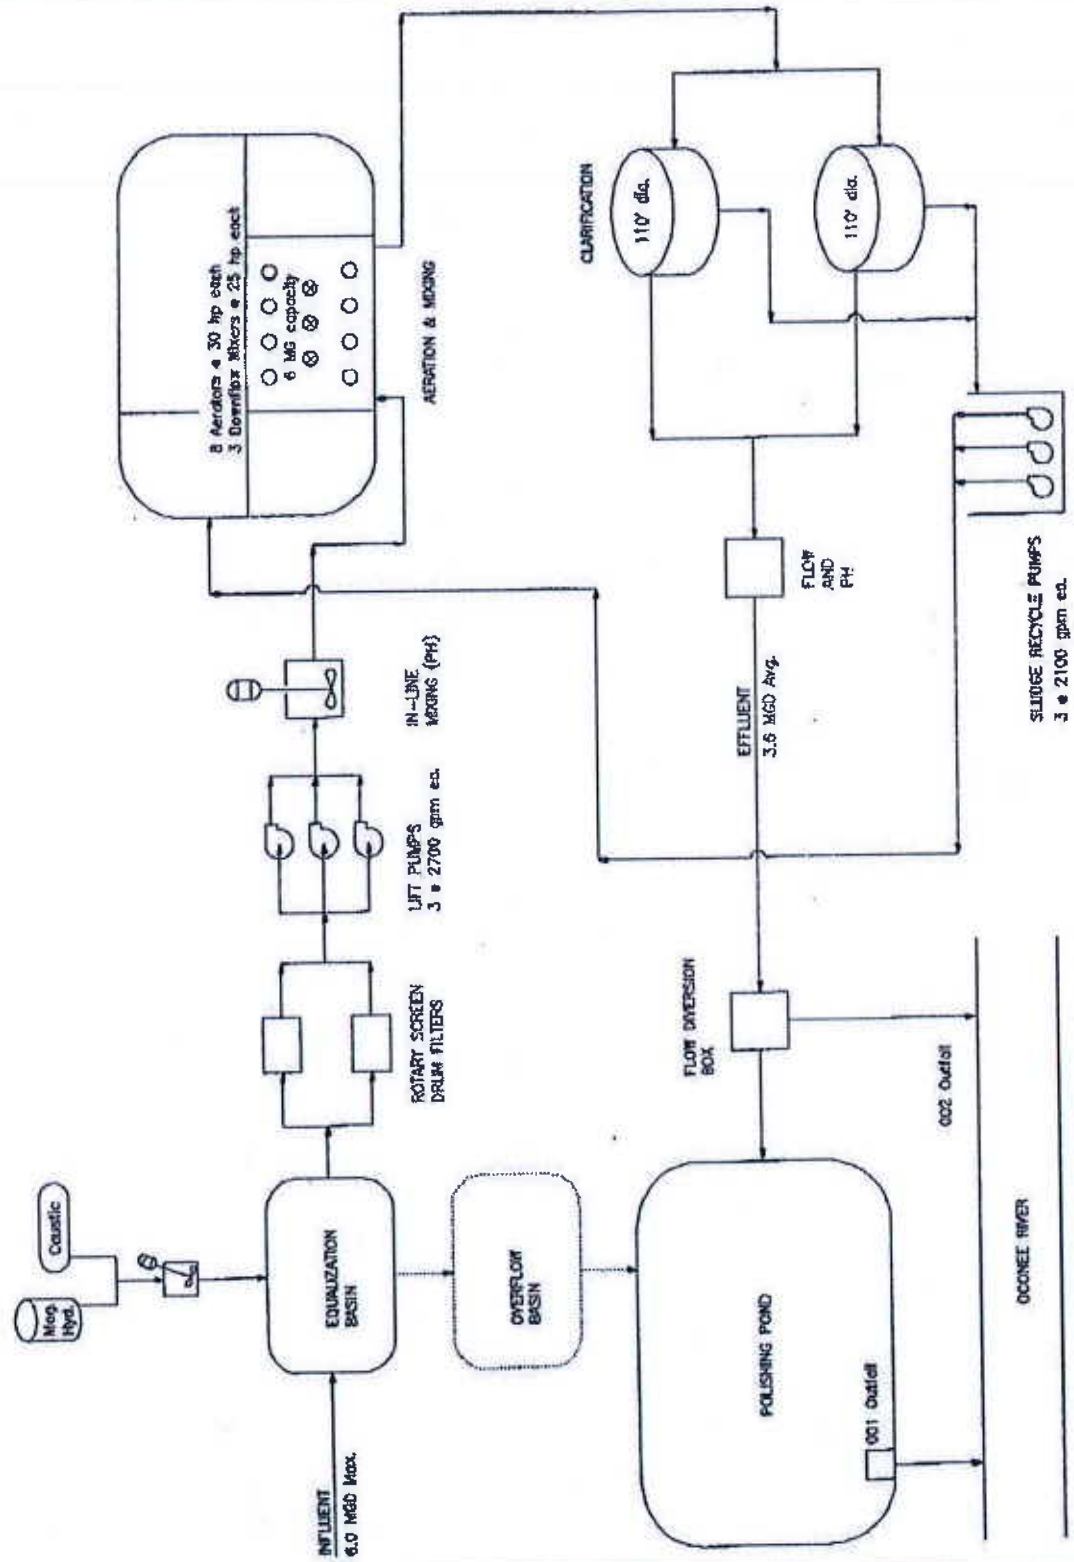 Mag.
Hyd.
Caustic
INFLUENT
6.0 MGD Max.
EQUALIZATION
BASIN
ROTARY SCREEN
DRUM FILTERS
LIFT PUMPS
3 @ 2700 gpm ea.
IN-LINE
MIXING (PH)
8 Aerators @ 30 hp each
3 Downflow Mixers @ 25 hp each
6 MG capacity
AERATION & MIXING
OVERFLOW
BASIN
CLARIFICATION
110' dia.
110' dia.
FLOW
AND
PH
EFFLUENT
3.6 MGD Avg.
FLOW DIVERSION
BOX
POLISHING POND
001 Outfall
002 Outfall
SLUDGE RECYCLE PUMPS
3 @ 2100 gpm ea.
OCONEE RIVER